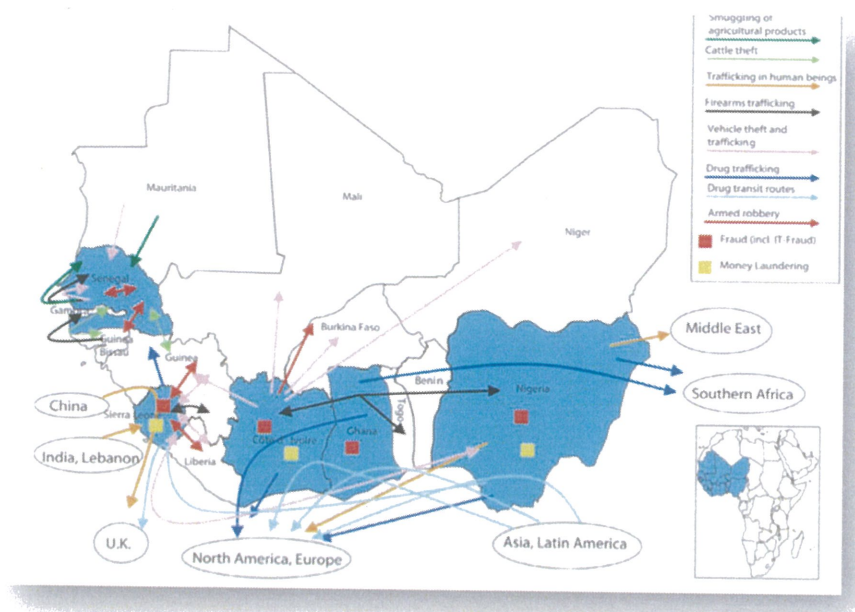 Smuggling of
agricultural products
Cattle theft
Trafficking in human beings
Firearms trafficking
Vehicle theft and
trafficking
Drug trafficking
Drug transit routes
Armed robbery
Fraud (incl IT-Fraud)
Money Laundering
Mauritania
Mali
Niger
Senegal
Guinea
Bissau
Guinea
Burkina Faso
Benin
Togo
Nigeria
Ghana
Sierra Leone
Liberia
Middle East
Southern Africa
China
India, Lebanon
U.K.
North America, Europe
Asia, Latin America